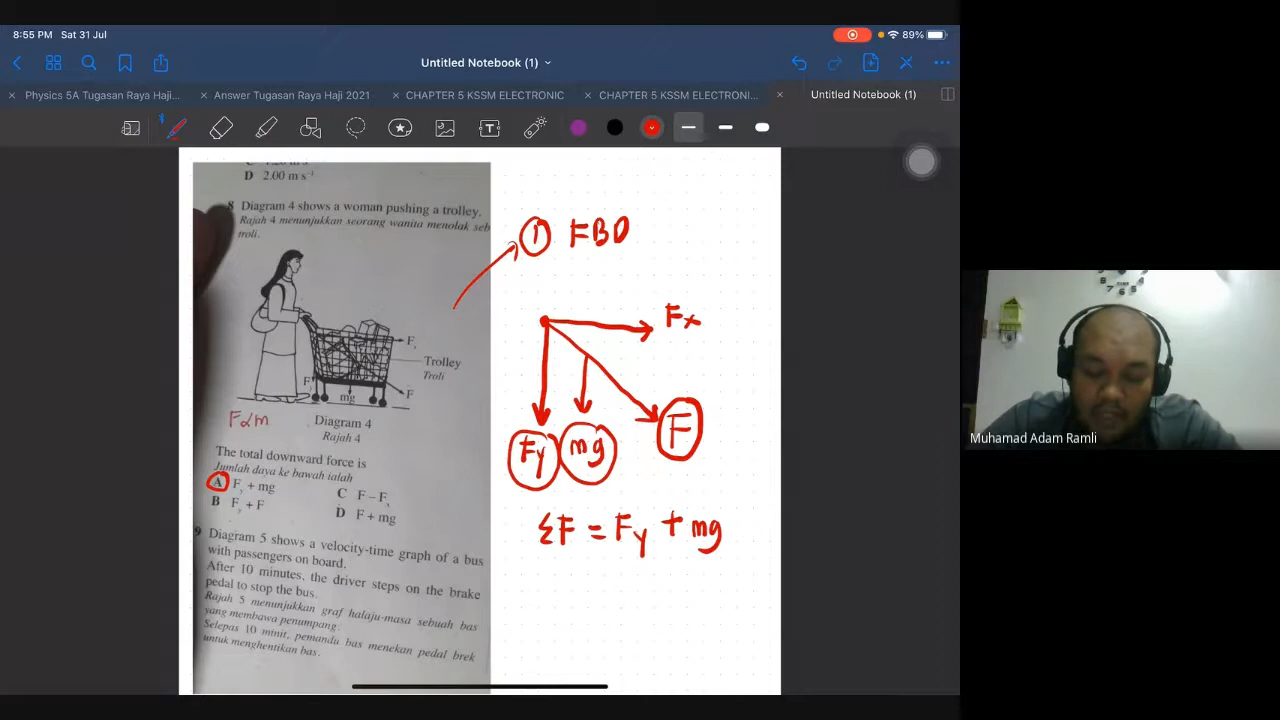 8:55 PM Sat 31 Jul
89%
Untitled Notebook (1)
Physics 5A Tugasan Raya Haji...
Answer Tugasan Raya Haji 2021
CHAPTER 5 KSSM ELECTRONIC
CHAPTER 5 KSSM ELECTRONI...
Untitled Notebook (1)
D 2.00 m s⁻¹
8 Diagram 4 shows a woman pushing a trolley.
Rajah 4 menunjukkan seorang wanita menolak seb
troli.
Trolley
Troli
F
mg
F
F∝m
Diagram 4
Rajah 4
The total downward force is
Jumlah daya ke bawah ialah
A Fy + mg
C F – Fx
B Fy + F
D F + mg
9 Diagram 5 shows a velocity-time graph of a bus
with passengers on board.
After 10 minutes, the driver steps on the brake
pedal to stop the bus.
Rajah 5 menunjukkan graf halaju-masa sebuah bas
yang membawa penumpang.
Selepas 10 minit, pemandu bas menekan pedal brek
untuk menghentikan bas.
① FBD
Fx
Fy
mg
F
ΣF = Fy + mg
Muhamad Adam Ramli